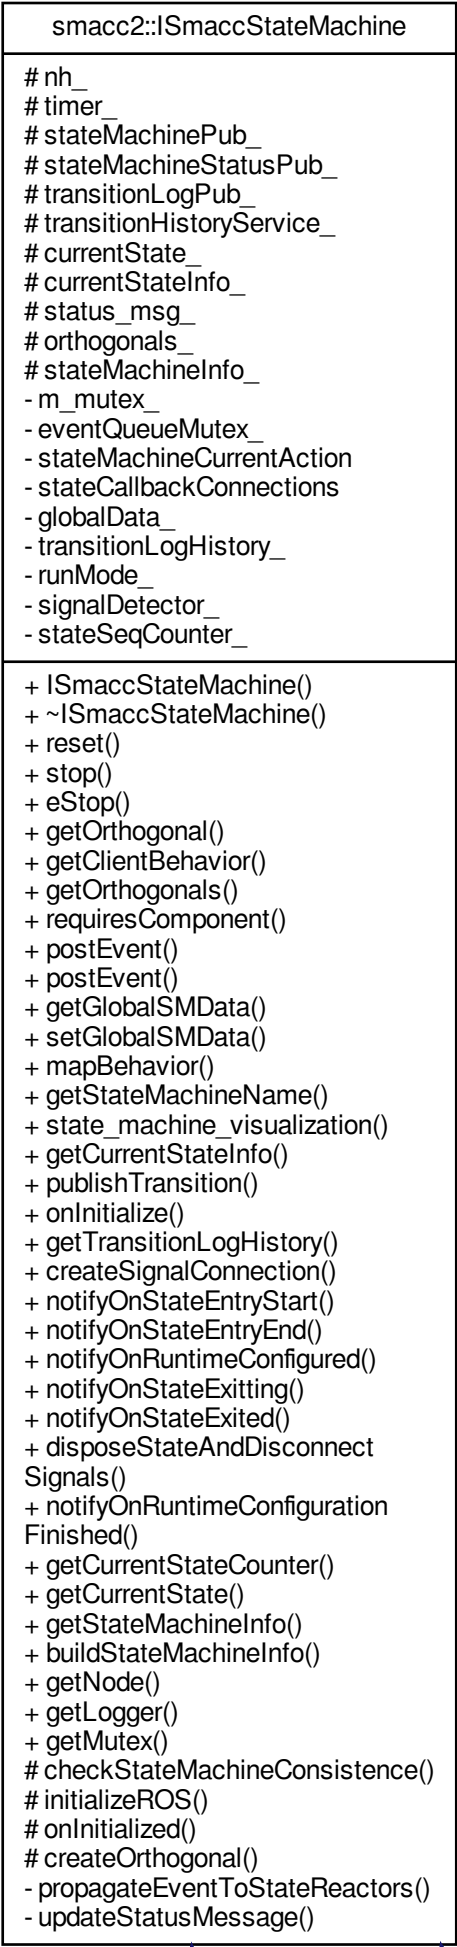 smacc2::ISmaccStateMachine
# nh_
# timer_
# stateMachinePub_
# stateMachineStatusPub_
# transitionLogPub_
# transitionHistoryService_
# currentState_
# currentStateInfo_
# status_msg_
# orthogonals_
# stateMachineInfo_
- m_mutex_
- eventQueueMutex_
- stateMachineCurrentAction
- stateCallbackConnections
- globalData_
- transitionLogHistory_
- runMode_
- signalDetector_
- stateSeqCounter_
+ ISmaccStateMachine()
+ ~ISmaccStateMachine()
+ reset()
+ stop()
+ eStop()
+ getOrthogonal()
+ getClientBehavior()
+ getOrthogonals()
+ requiresComponent()
+ postEvent()
+ postEvent()
+ getGlobalSMData()
+ setGlobalSMData()
+ mapBehavior()
+ getStateMachineName()
+ state_machine_visualization()
+ getCurrentStateInfo()
+ publishTransition()
+ onInitialize()
+ getTransitionLogHistory()
+ createSignalConnection()
+ notifyOnStateEntryStart()
+ notifyOnStateEntryEnd()
+ notifyOnRuntimeConfigured()
+ notifyOnStateExitting()
+ notifyOnStateExited()
+ disposeStateAndDisconnect
Signals()
+ notifyOnRuntimeConfiguration
Finished()
+ getCurrentStateCounter()
+ getCurrentState()
+ getStateMachineInfo()
+ buildStateMachineInfo()
+ getNode()
+ getLogger()
+ getMutex()
# checkStateMachineConsistence()
# initializeROS()
# onInitialized()
# createOrthogonal()
- propagateEventToStateReactors()
- updateStatusMessage()